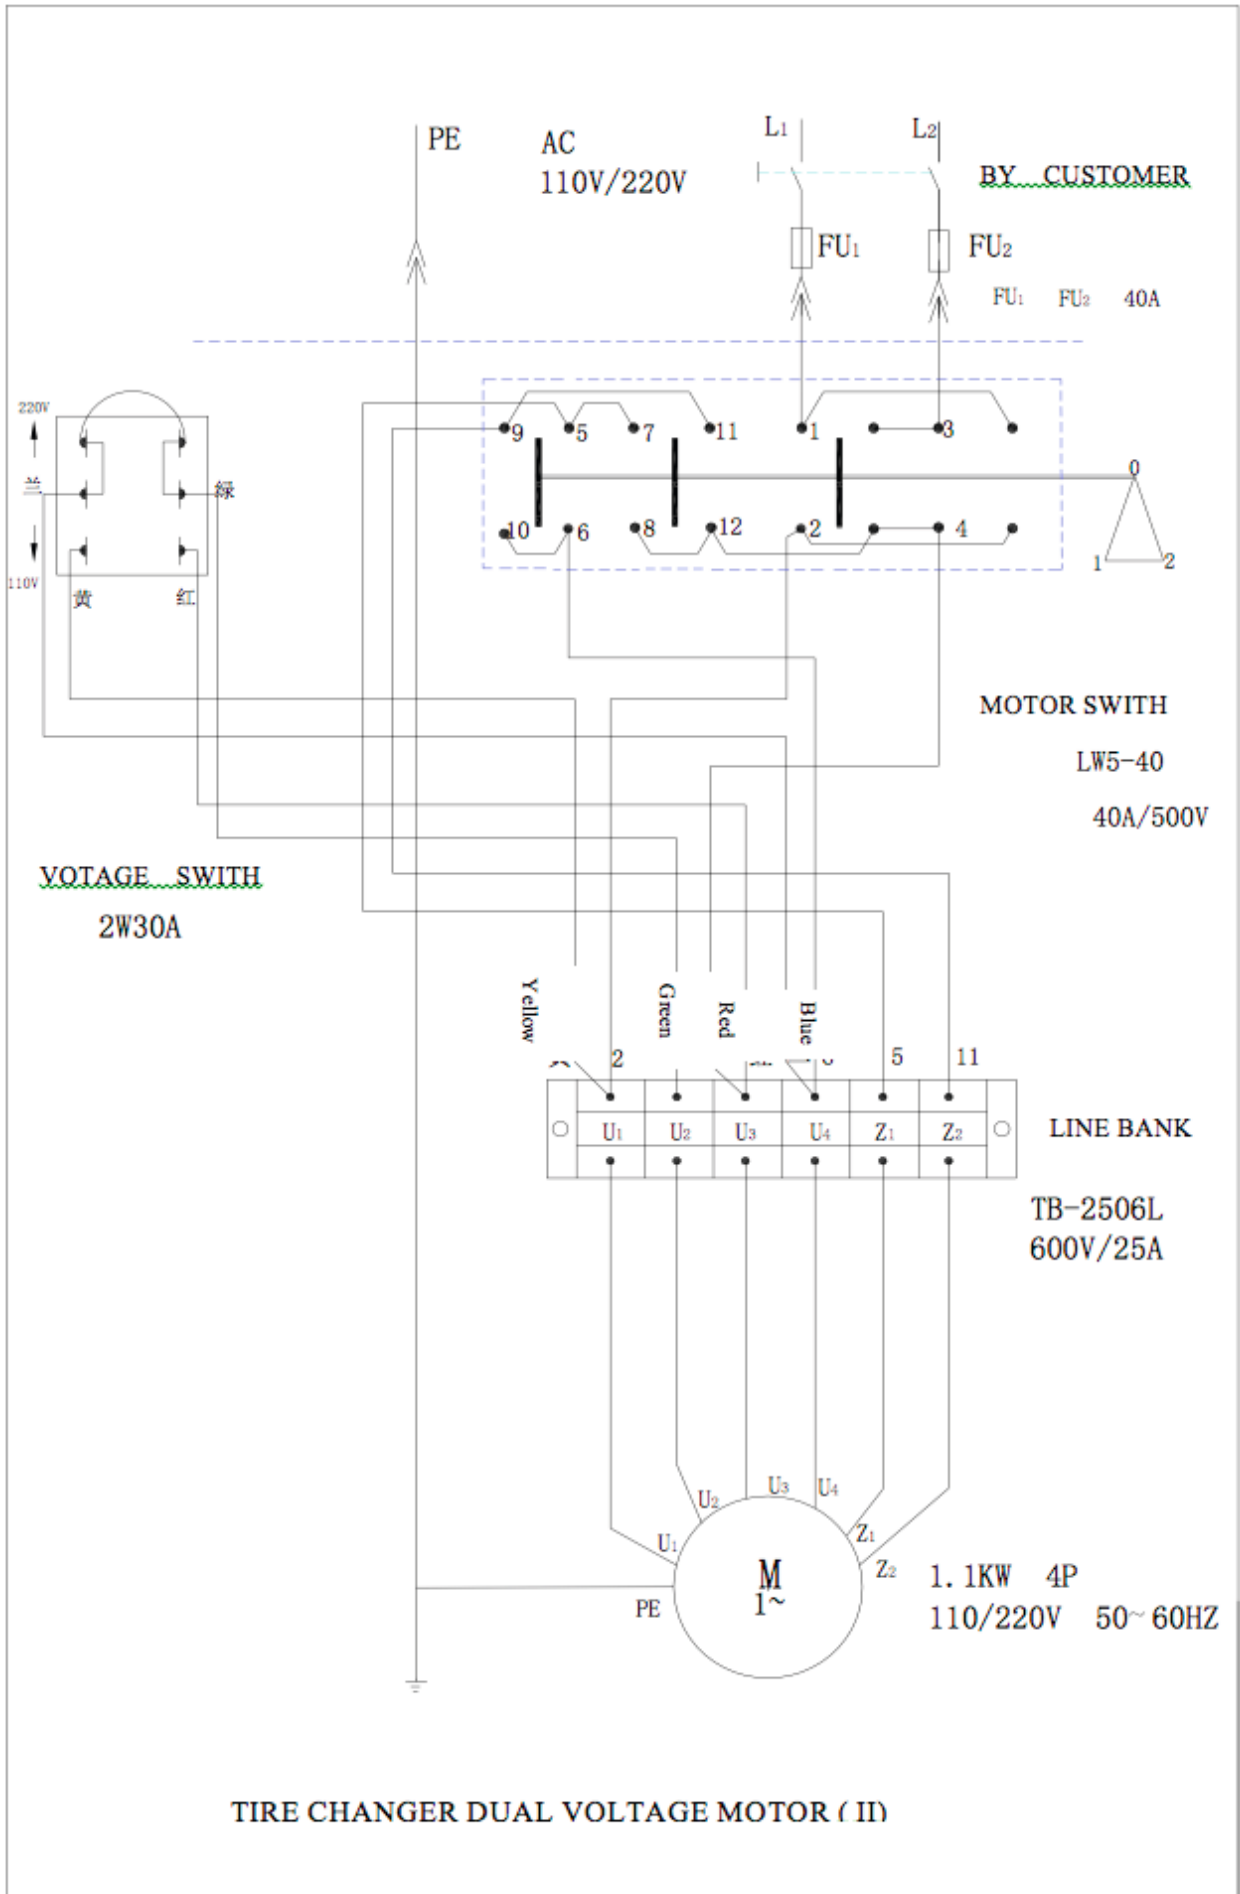 PE
AC
110V/220V
L1
L2
BY CUSTOMER
FU1
FU2
FU1 FU2 40A
220V
兰
绿
110V
黄
红
9
5
7
11
1
3
0
10
6
8
12
2
4
1
2
MOTOR SWITH
LW5-40
40A/500V
VOTAGE SWITH
2W30A
Yellow
Green
Red
Blue
2
5
11
U1
U2
U3
U4
Z1
Z2
LINE BANK
TB-2506L
600V/25A
U1
U2
U3
U4
Z1
Z2
M
1~
PE
1.1KW 4P
110/220V 50~60HZ
TIRE CHANGER DUAL VOLTAGE MOTOR ( II)